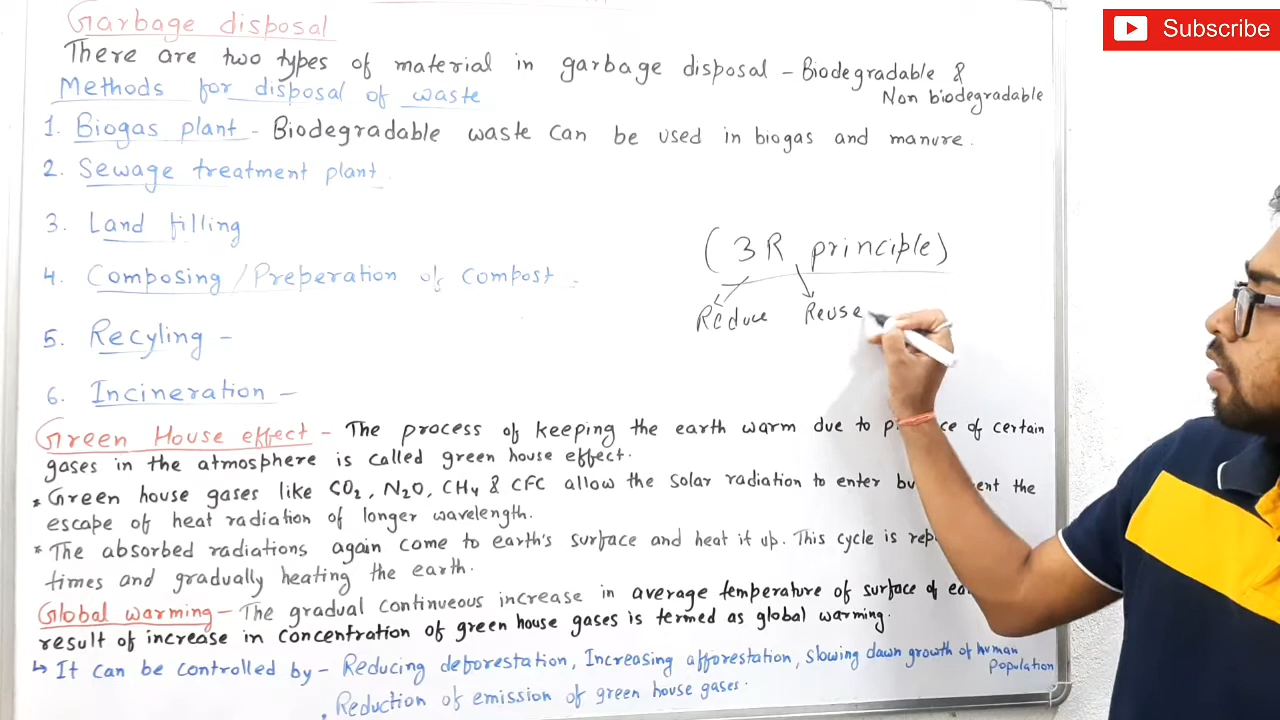 Subscribe
Garbage disposal
There are two types of material in garbage disposal - Biodegradable &
Non biodegradable
Methods for disposal of waste
1. Biogas plant - Biodegradable waste can be used in biogas and manure.
2. Sewage treatment plant
3. Land filling
(3R principle)
4. Composing / Preperation of compost
Reduce Reuse
5. Recyling -
6. Incineration -
Green House effect - The process of keeping the earth warm due to ce of certain
gases in the atmosphere is called green house effect.
* Green house gases like CO2, N2O, CH4 & CFC allow the solar radiation to enter bu ent the
escape of heat radiation of longer wavelength.
* The absorbed radiations again come to earth's surface and heat it up. This cycle is rep
times and gradually heating the earth.
Global warming - The gradual continueous increase in average temperature of surface of ea
result of increase in concentration of green house gases is termed as global warming.
↳ It can be controlled by - Reducing deforestation, Increasing afforestation, slowing dawn growth of human
population
, Reduction of emission of green house gases.